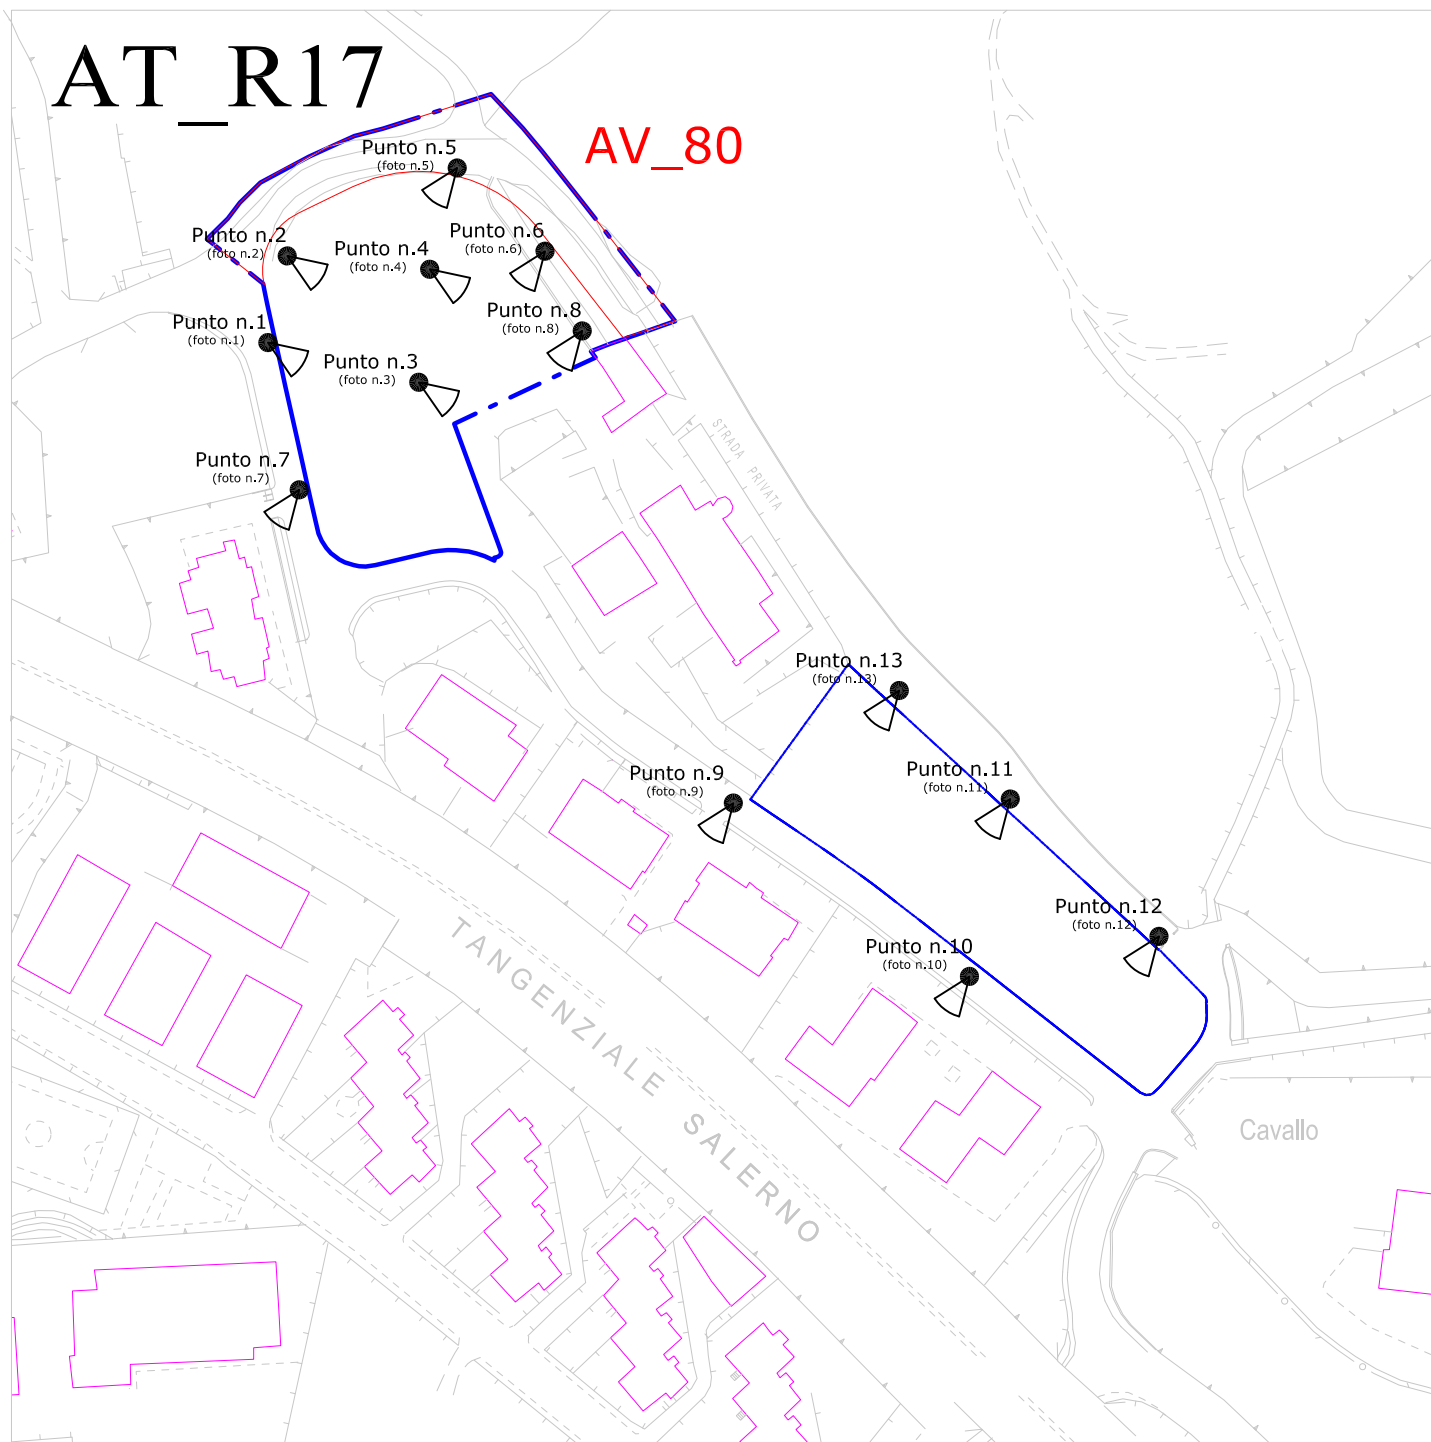 AT_R17
AV_80
Punto n.5
(foto n.5)
Punto n.2
(foto n.2)
Punto n.4
(foto n.4)
Punto n.6
(foto n.6)
Punto n.1
(foto n.1)
Punto n.8
(foto n.8)
Punto n.3
(foto n.3)
STRADA PRIVATA
Punto n.7
(foto n.7)
Punto n.13
(foto n.13)
Punto n.9
(foto n.9)
Punto n.11
(foto n.11)
Punto n.12
(foto n.12)
Punto n.10
(foto n.10)
TANGENZIALE SALERNO
Cavallo